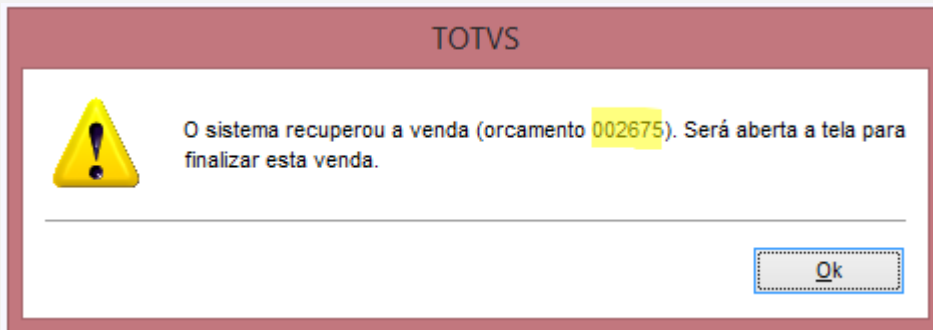 TOTVS
O sistema recuperou a venda (orcamento 002675). Será aberta a tela para
finalizar esta venda.
Ok